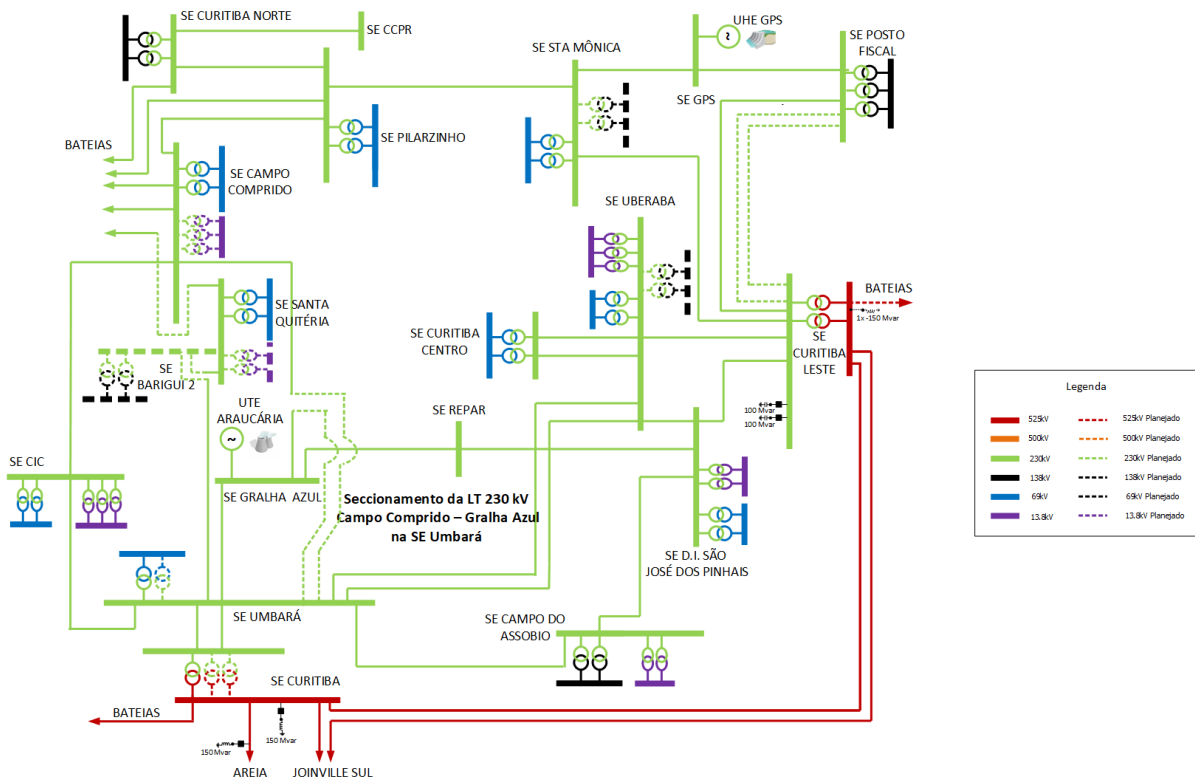 SE CURITIBA NORTE
SE CCPR
UHE GPS
~
SE STA MÔNICA
SE POSTO
FISCAL
SE GPS
SE PILARZINHO
BATEIAS
SE CAMPO
COMPRIDO
SE UBERABA
SE SANTA
QUITÉRIA
BATEIAS
1x -150 Mvar
SE
CURITIBA
LESTE
SE CURITIBA
CENTRO
SE
BARIGUI 2
UTE
ARAUCÁRIA
~
SE REPAR
100 Mvar
100 Mvar
SE CIC
SE GRALHA AZUL
Seccionamento da LT 230 kV
Campo Comprido – Gralha Azul
na SE Umbará
SE D.I. SÃO
JOSÉ DOS PINHAIS
SE UMBARÁ
SE CAMPO DO
ASSOBIO
SE CURITIBA
BATEIAS
150 Mvar
150 Mvar
AREIA
JOINVILLE SUL
Legenda
525kV
525kV Planejado
500kV
500kV Planejado
230kV
230kV Planejado
138kV
138kV Planejado
69kV
69kV Planejado
13.8kV
13.8kV Planejado